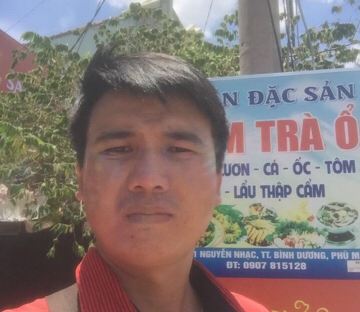 N ĐẶC SẢN
M TRÀ Ổ
ƯƠN - CÁ - ỐC - TÔM
- LẨU THẬP CẨM
1 NGUYỄN NHẠC, TT. BÌNH DƯƠNG, PHÙ M
ĐT: 0907 815128